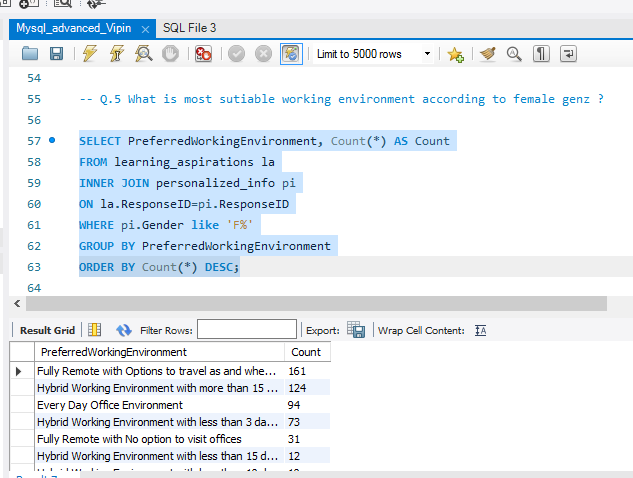 Mysql_advanced_Vipin × SQL File 3
Limit to 5000 rows
54
55 -- Q.5 What is most sutiable working environment according to female genz ?
56
57 SELECT PreferredWorkingEnvironment, Count(*) AS Count
58 FROM learning_aspirations la
59 INNER JOIN personalized_info pi
60 ON la.ResponseID=pi.ResponseID
61 WHERE pi.Gender like 'F%'
62 GROUP BY PreferredWorkingEnvironment
63 ORDER BY Count(*) DESC;
64
Result Grid Filter Rows: Export: Wrap Cell Content:
PreferredWorkingEnvironment Count
Fully Remote with Options to travel as and whe... 161
Hybrid Working Environment with more than 15 ... 124
Every Day Office Environment 94
Hybrid Working Environment with less than 3 da... 73
Fully Remote with No option to visit offices 31
Hybrid Working Environment with less than 15 d... 12